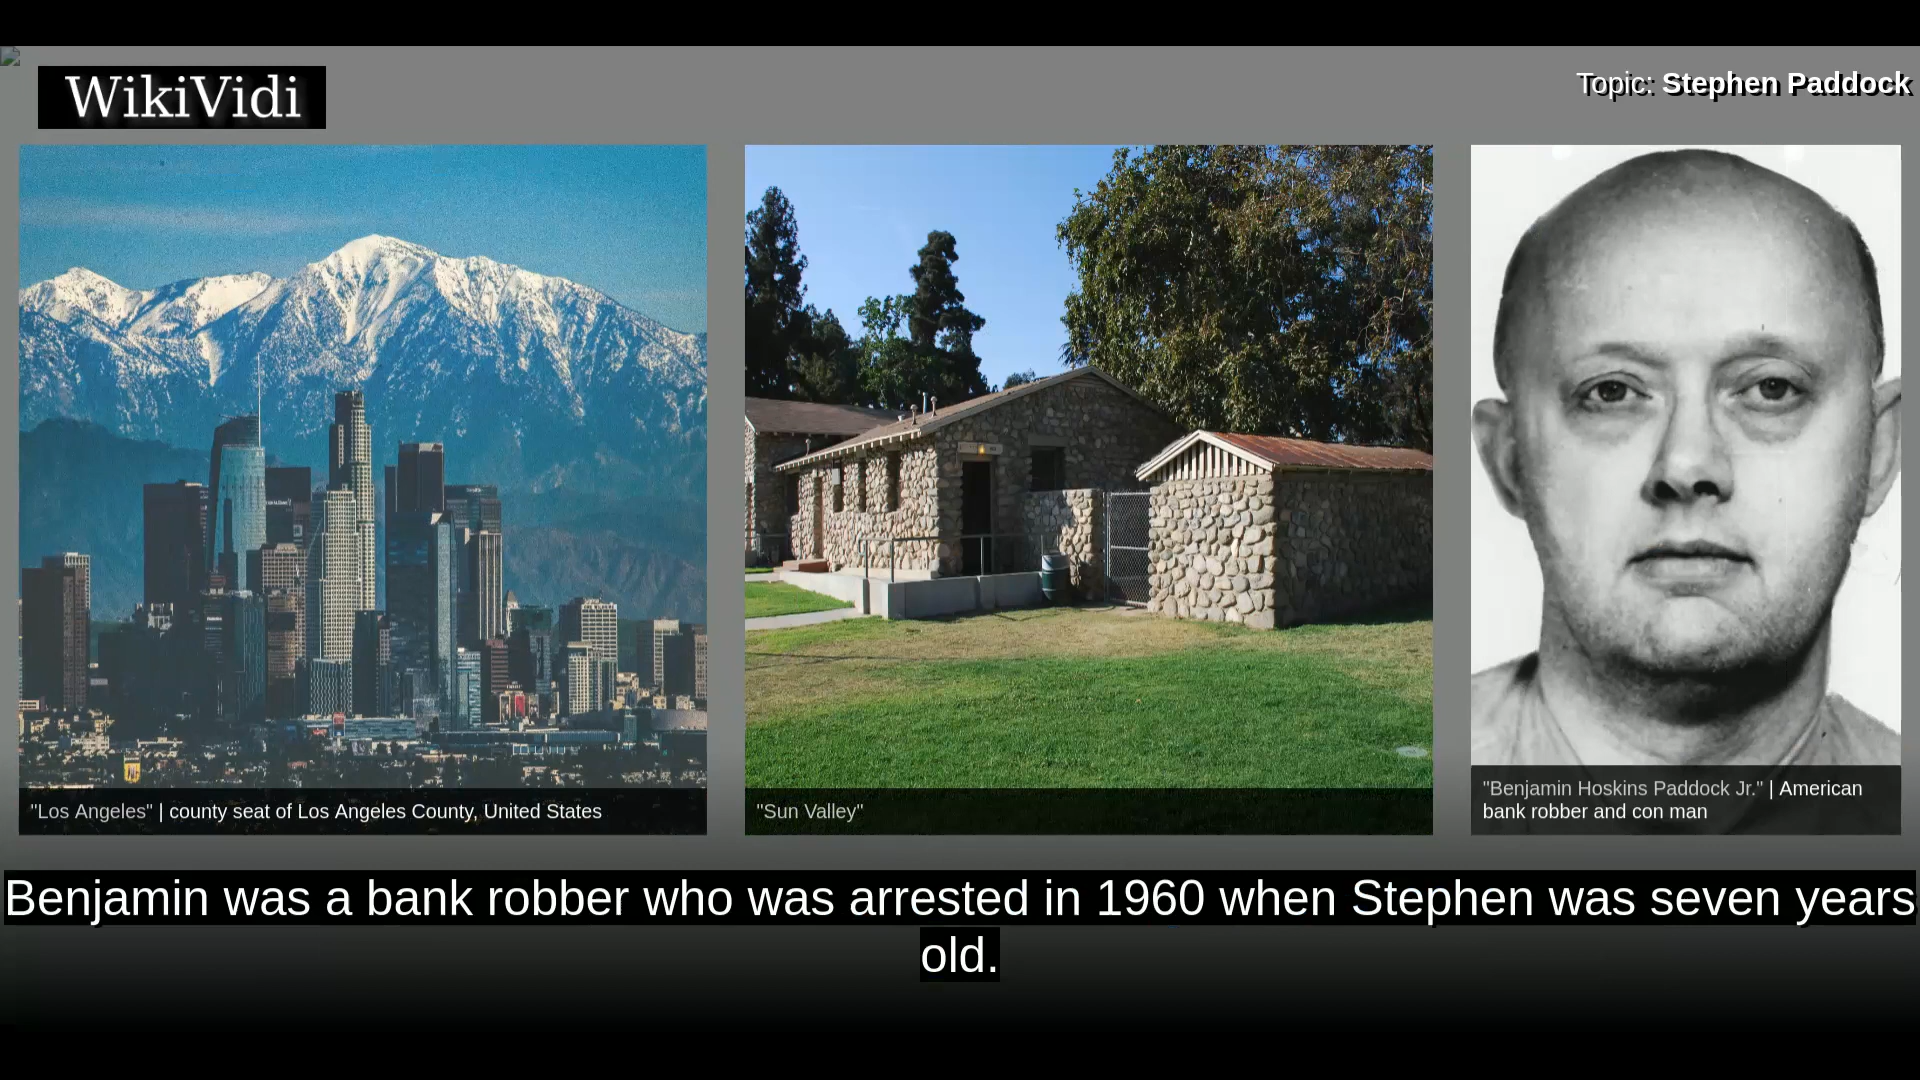 WikiVidi
Topic: Stephen Paddock
"Los Angeles" | county seat of Los Angeles County, United States
"Sun Valley"
"Benjamin Hoskins Paddock Jr." | American
bank robber and con man
Benjamin was a bank robber who was arrested in 1960 when Stephen was seven years
old.